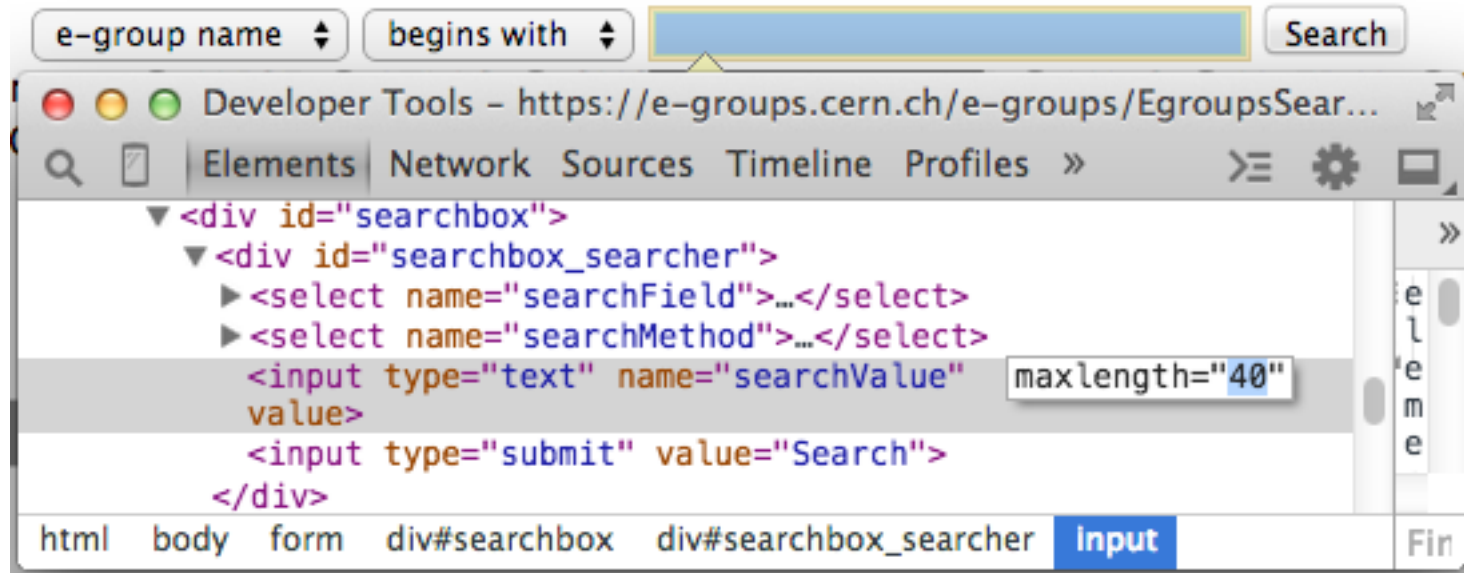 e-group name begins with Search
Developer Tools – https://e-groups.cern.ch/e-groups/EgroupsSear...
Elements Network Sources Timeline Profiles »
▼<div id="searchbox"> »
▼<div id="searchbox_searcher">
▶<select name="searchField">…</select> e
▶<select name="searchMethod">…</select> l
<input type="text" name="searchValue" maxlength="40" e
value> m
<input type="submit" value="Search"> e
</div>
html body form div#searchbox div#searchbox_searcher input Fin